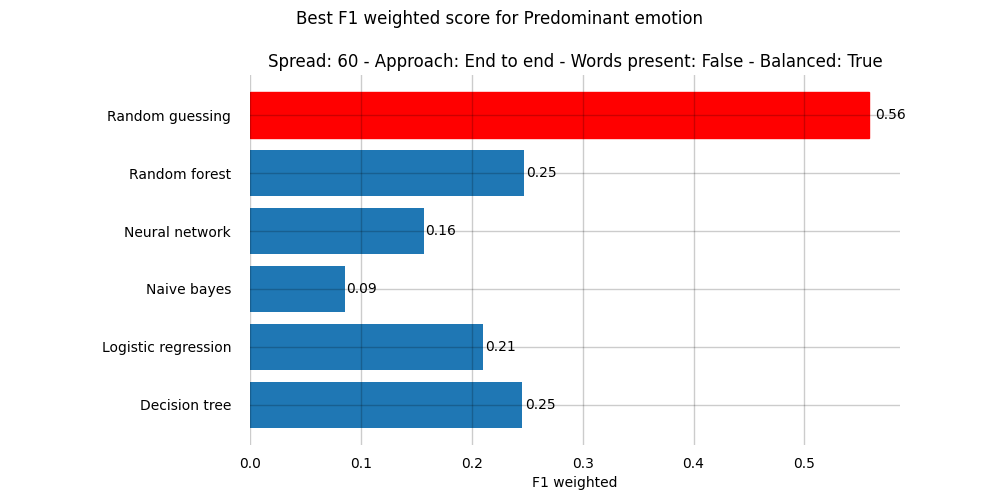 Best F1 weighted score for Predominant emotion
Spread: 60 - Approach: End to end - Words present: False - Balanced: True
Random guessing 0.56
Random forest 0.25
Neural network 0.16
Naive bayes 0.09
Logistic regression 0.21
Decision tree 0.25
0.0 0.1 0.2 0.3 0.4 0.5
F1 weighted